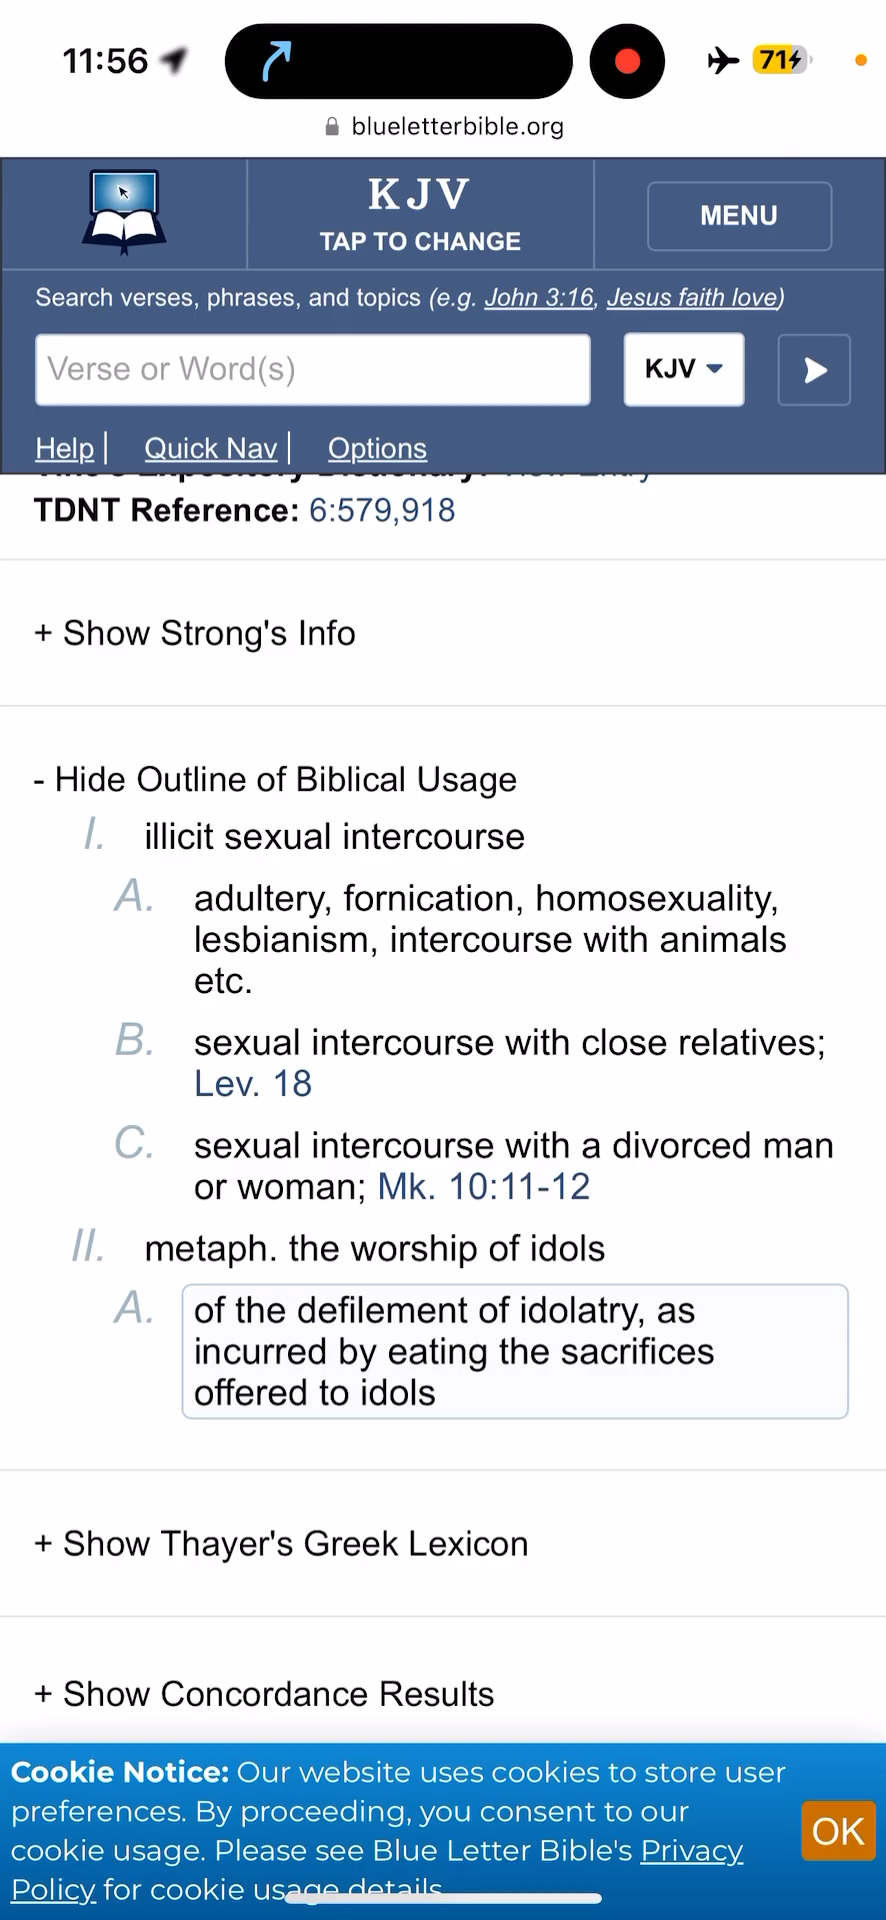 11:56
71
blueletterbible.org
KJV
TAP TO CHANGE
MENU
Search verses, phrases, and topics (e.g. John 3:16, Jesus faith love)
Verse or Word(s)
KJV
Help| Quick Nav| Options
TDNT Reference: 6:579,918
+ Show Strong's Info
- Hide Outline of Biblical Usage
I. illicit sexual intercourse
A. adultery, fornication, homosexuality,
lesbianism, intercourse with animals
etc.
B. sexual intercourse with close relatives;
Lev. 18
C. sexual intercourse with a divorced man
or woman; Mk. 10:11-12
II. metaph. the worship of idols
A. of the defilement of idolatry, as
incurred by eating the sacrifices
offered to idols
+ Show Thayer's Greek Lexicon
+ Show Concordance Results
Cookie Notice: Our website uses cookies to store user
preferences. By proceeding, you consent to our
cookie usage. Please see Blue Letter Bible's Privacy
Policy for cookie usage details
OK